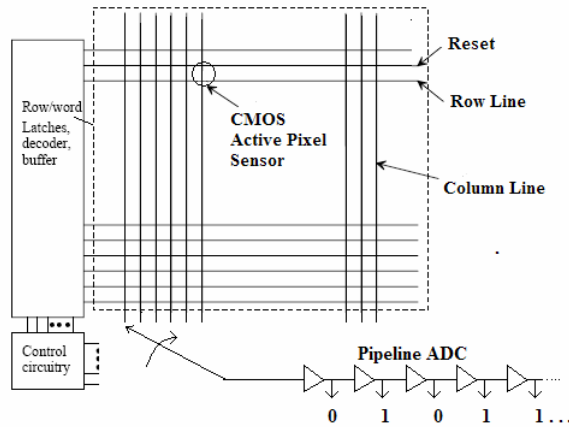 Reset
Row Line
Row/word
Latches,
decoder,
buffer
CMOS
Active Pixel
Sensor
Column Line
Control
circuitry
Pipeline ADC
0 1 0 1 1 . . .